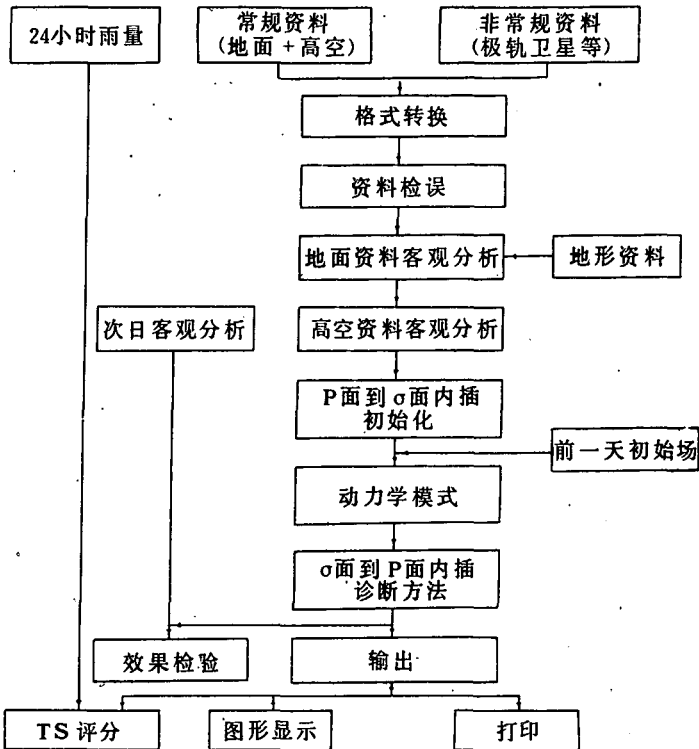 24小时雨量
常规资料
(地面+高空)
非常规资料
(极轨卫星等)
格式转换
资料检误
地面资料客观分析
地形资料
次日客观分析
高空资料客观分析
P面到σ面内插
初始化
前一天初始场
动力学模式
σ面到P面内插
诊断方法
效果检验
输出
TS评分
图形显示
打印